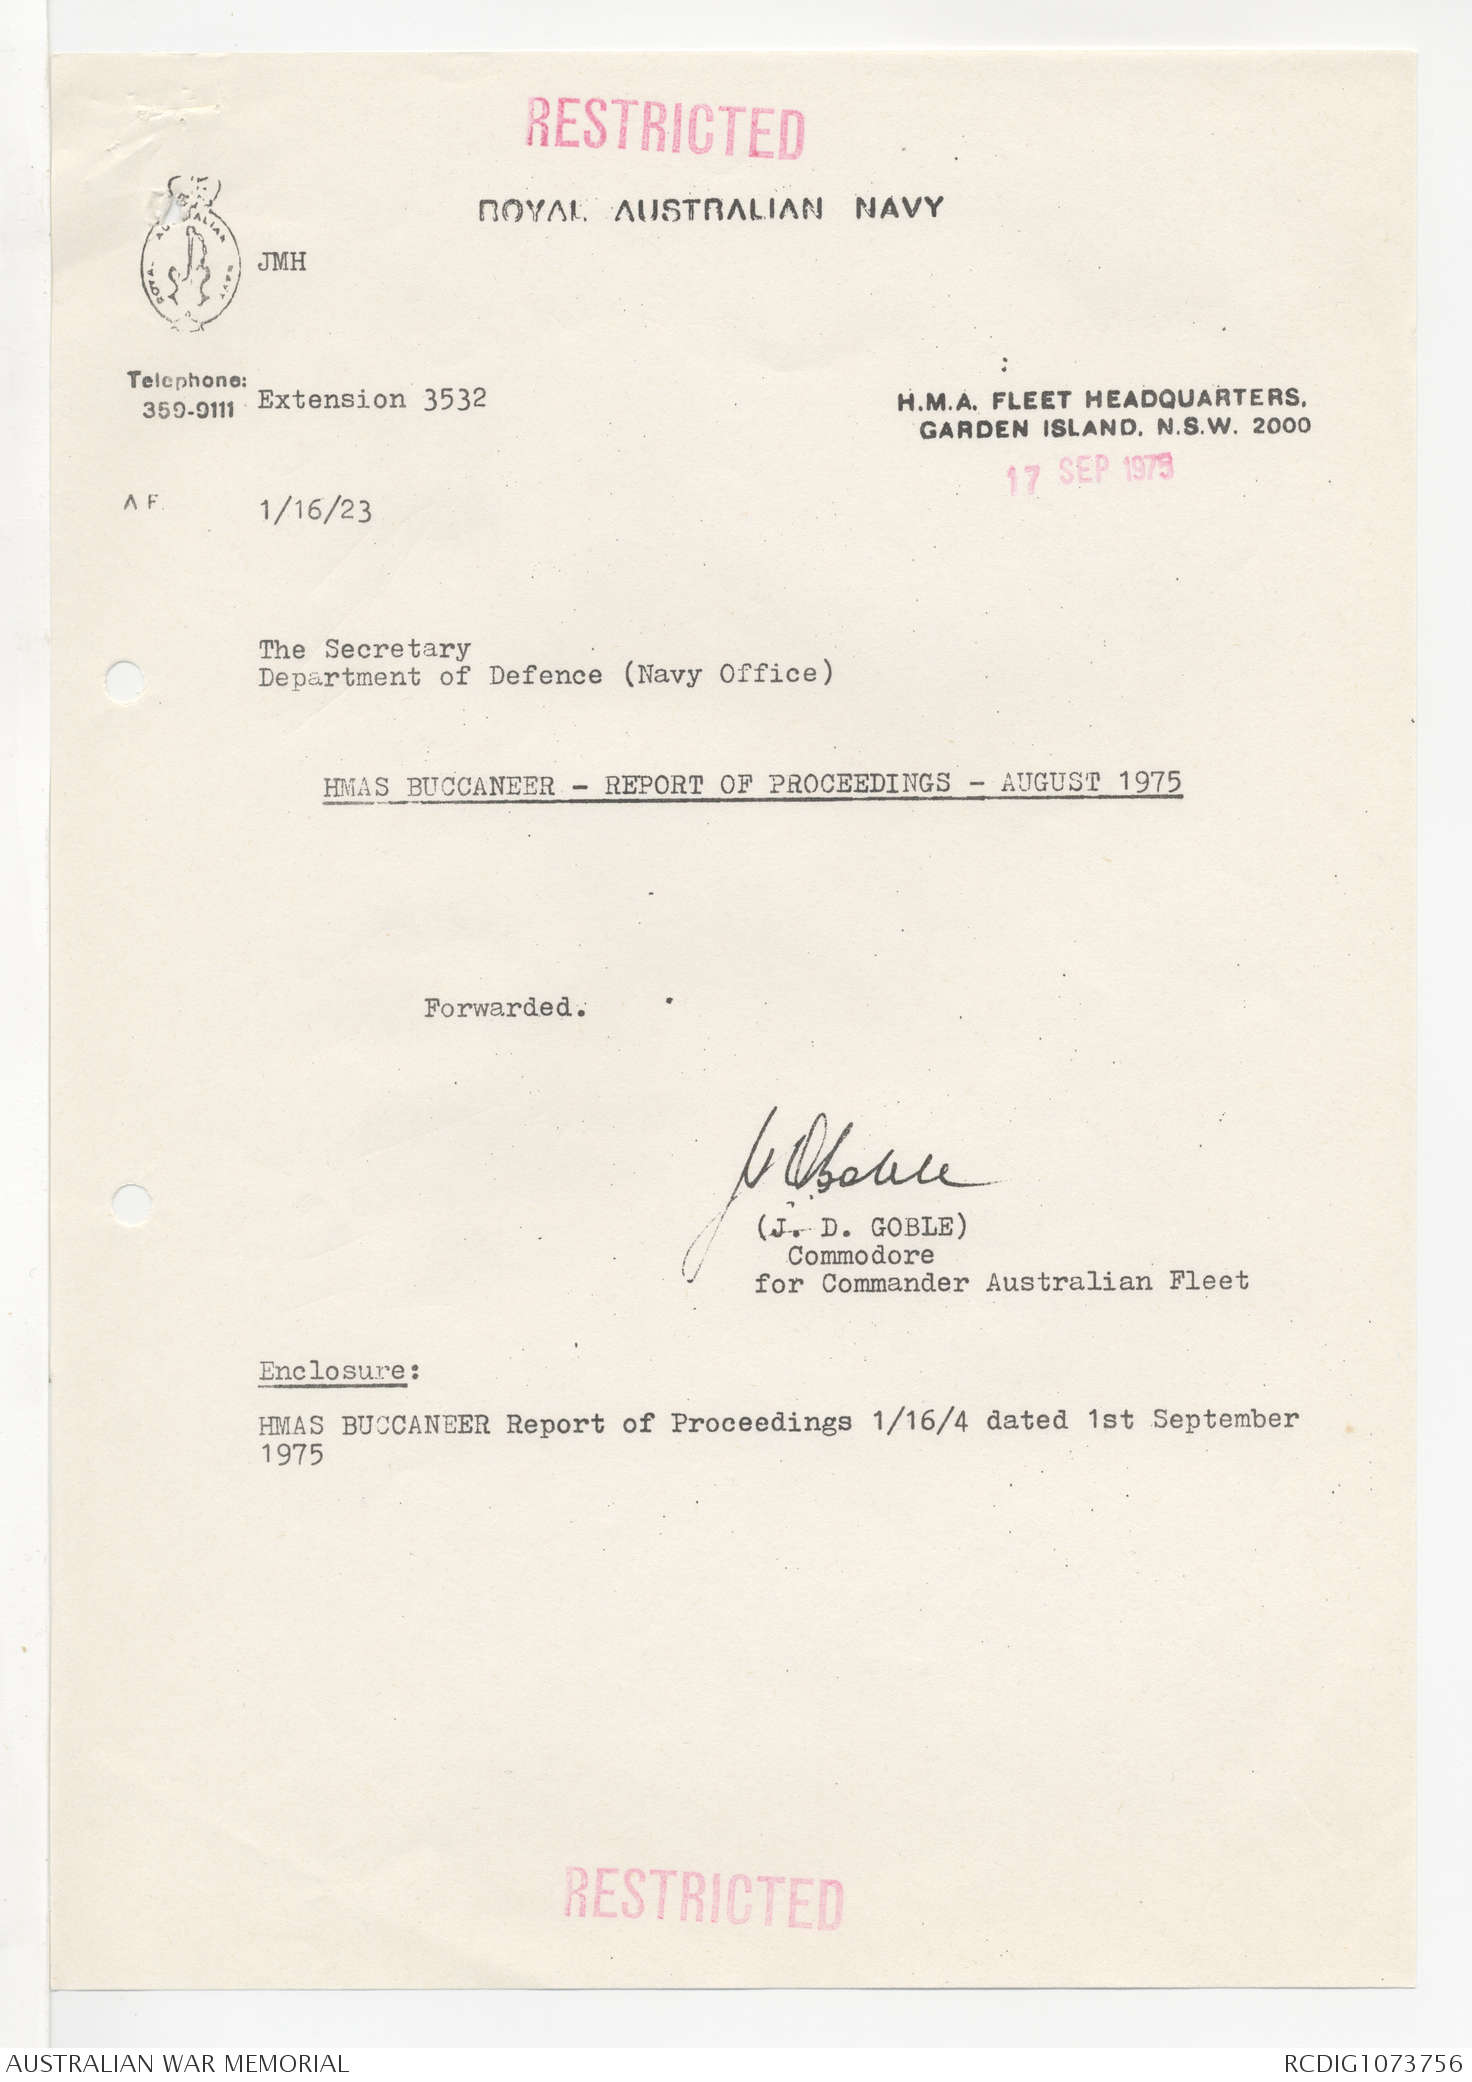 RESTRICTED
ROYAL AUSTRALIAN NAVY
JMH
Telephone:
359-9111
Extension 3532
H.M.A. FLEET HEADQUARTERS,
GARDEN ISLAND, N.S.W. 2000
17 SEP 1975
A F.
1/16/23
The Secretary
Department of Defence (Navy Office)
HMAS BUCCANEER - REPORT OF PROCEEDINGS - AUGUST 1975
Forwarded.
J D Goble
(J. D. GOBLE)
Commodore
for Commander Australian Fleet
Enclosure:
HMAS BUCCANEER Report of Proceedings 1/16/4 dated 1st September
1975
RESTRICTED
AUSTRALIAN WAR MEMORIAL
RCDIG1073756